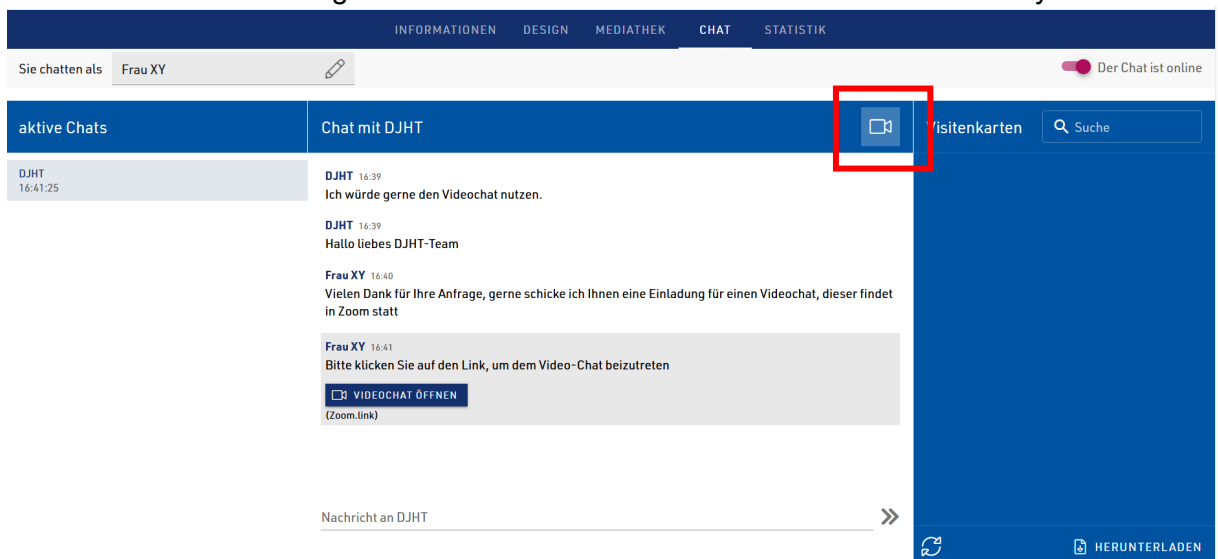 INFORMATIONEN DESIGN MEDIATHEK CHAT STATISTIK
Sie chatten als Frau XY
Der Chat ist online
aktive Chats
Chat mit DJHT
Visitenkarten
Suche
DJHT
16:41:25
DJHT 16:39
Ich würde gerne den Videochat nutzen.
DJHT 16:39
Hallo liebes DJHT-Team
Frau XY 16:40
Vielen Dank für Ihre Anfrage, gerne schicke ich Ihnen eine Einladung für einen Videochat, dieser findet
in Zoom statt
Frau XY 16:41
Bitte klicken Sie auf den Link, um dem Video-Chat beizutreten
VIDEOCHAT ÖFFNEN
(Zoom.link)
Nachricht an DJHT
HERUNTERLADEN